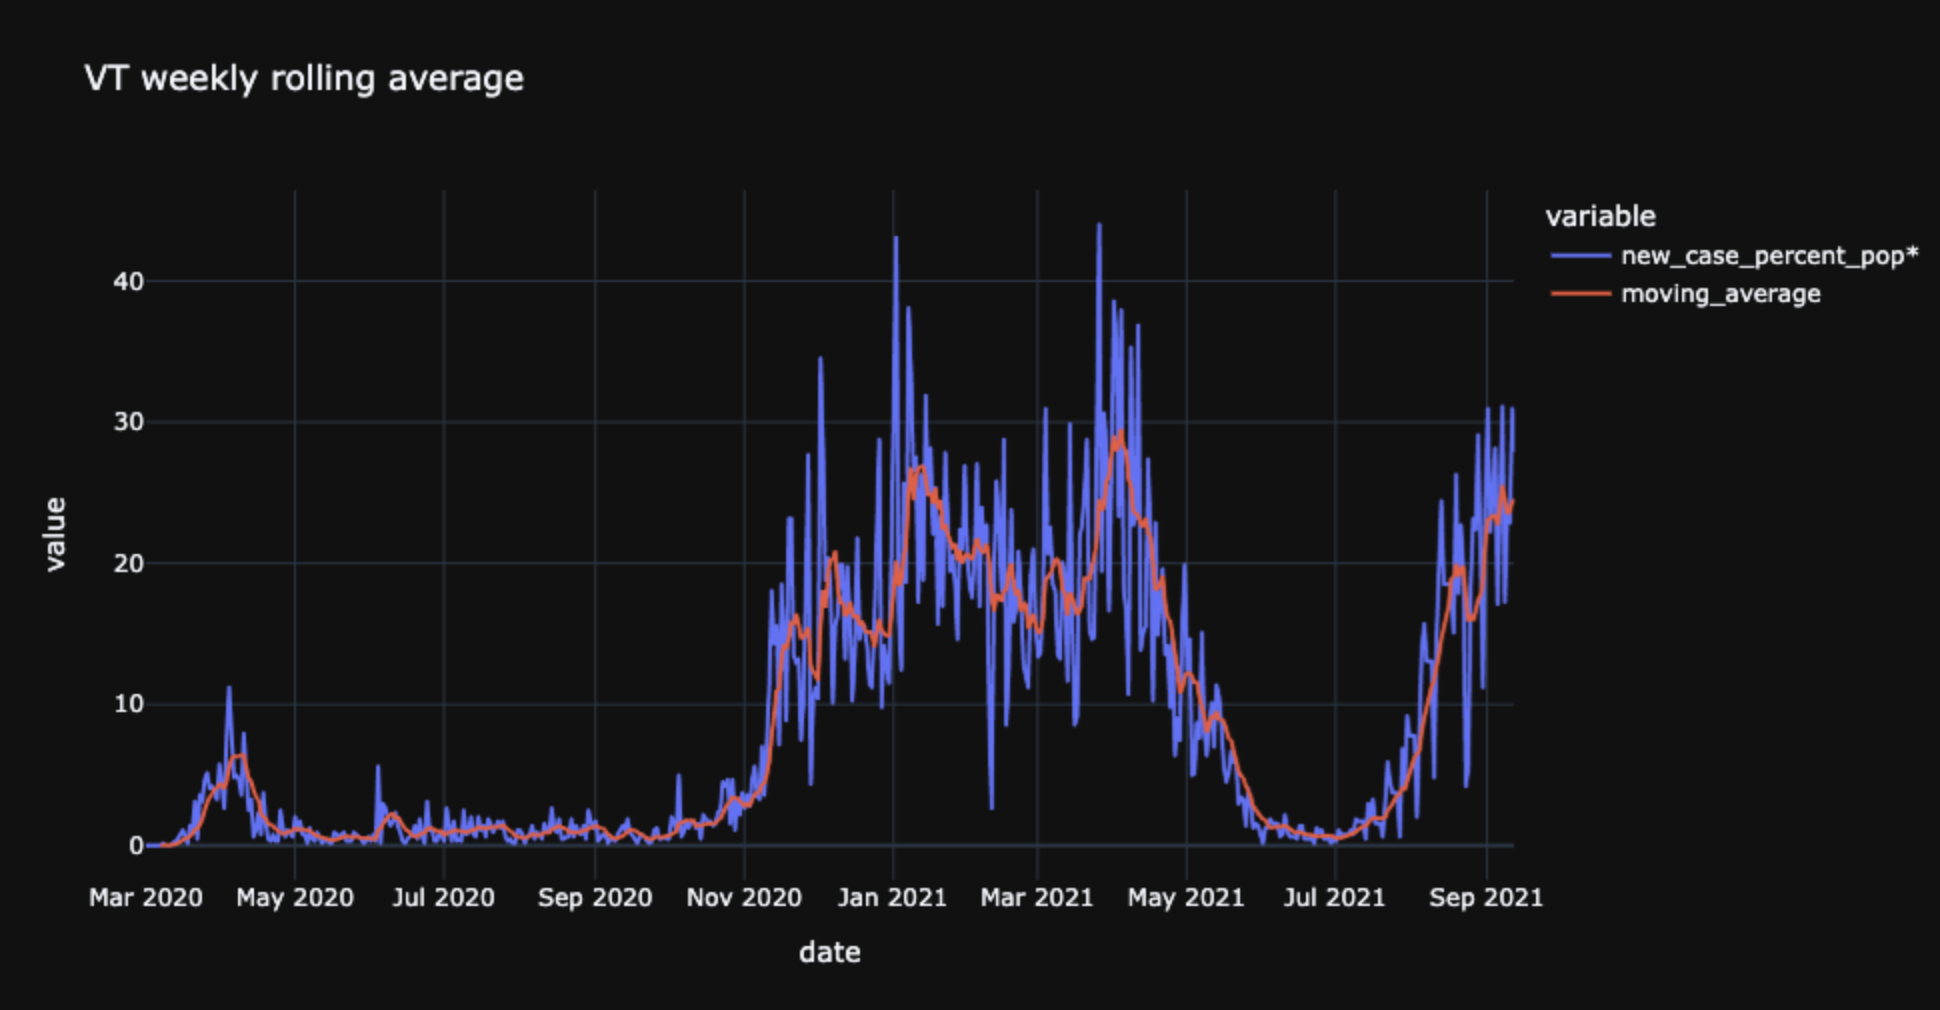 VT weekly rolling average
variable
new_case_percent_pop*
moving_average
40
30
20
10
0
value
Mar 2020 May 2020 Jul 2020 Sep 2020 Nov 2020 Jan 2021 Mar 2021 May 2021 Jul 2021 Sep 2021
date